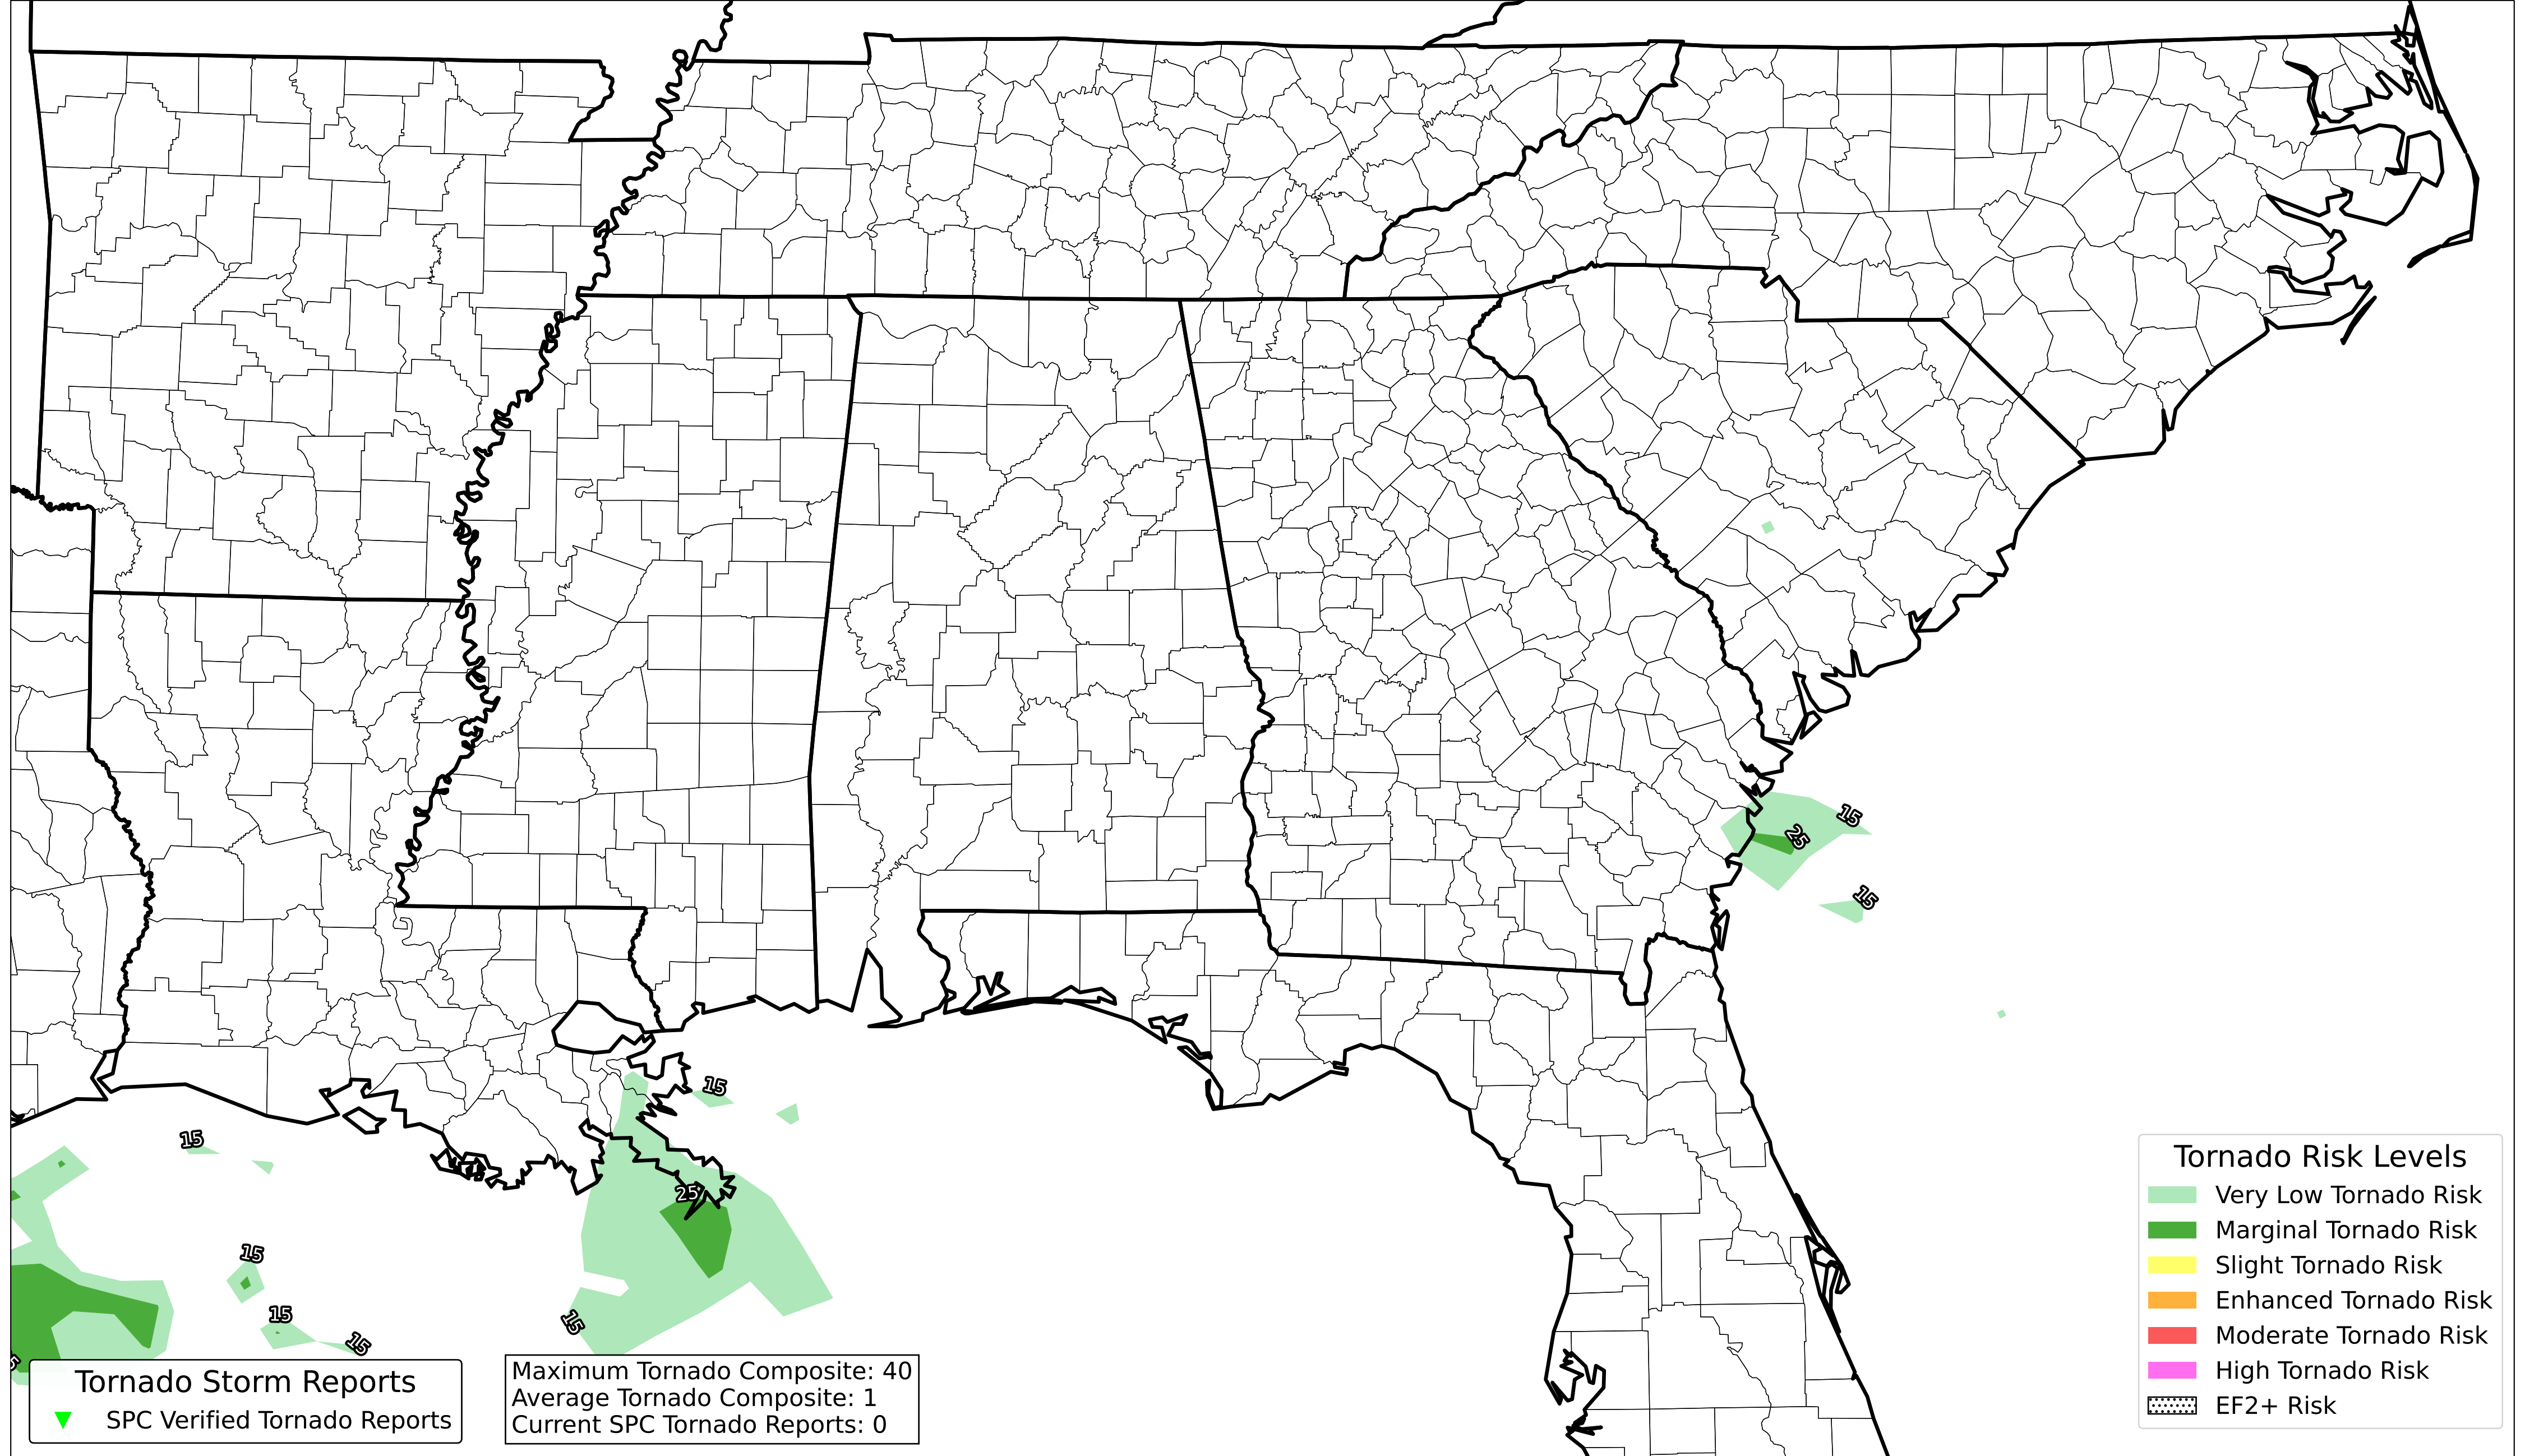 15
25
15
15
15
25
15
15
15
15
Tornado Storm Reports
SPC Verified Tornado Reports
Maximum Tornado Composite: 40
Average Tornado Composite: 1
Current SPC Tornado Reports: 0
Tornado Risk Levels
Very Low Tornado Risk
Marginal Tornado Risk
Slight Tornado Risk
Enhanced Tornado Risk
Moderate Tornado Risk
High Tornado Risk
EF2+ Risk